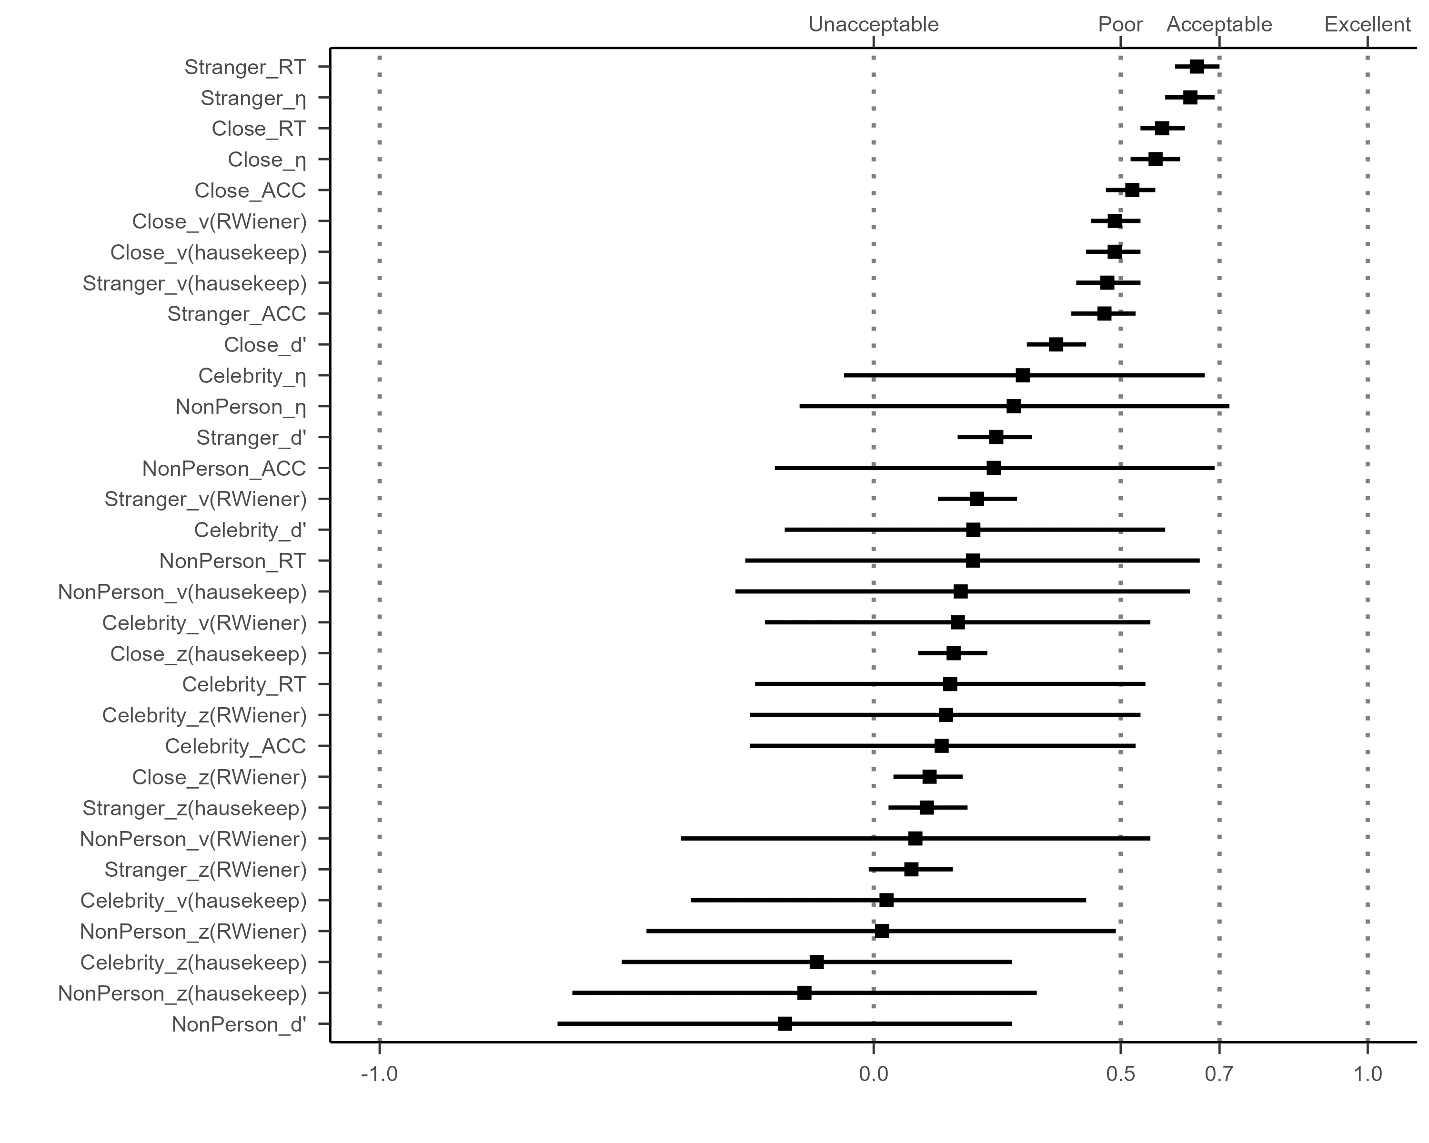 Unacceptable Poor Acceptable Excellent
Stranger_RT
Stranger_η
Close_RT
Close_η
Close_ACC
Close_v(RWiener)
Close_v(hausekeep)
Stranger_v(hausekeep)
Stranger_ACC
Close_d'
Celebrity_η
NonPerson_η
Stranger_d'
NonPerson_ACC
Stranger_v(RWiener)
Celebrity_d'
NonPerson_RT
NonPerson_v(hausekeep)
Celebrity_v(RWiener)
Close_z(hausekeep)
Celebrity_RT
Celebrity_z(RWiener)
Celebrity_ACC
Close_z(RWiener)
Stranger_z(hausekeep)
NonPerson_v(RWiener)
Stranger_z(RWiener)
Celebrity_v(hausekeep)
NonPerson_z(RWiener)
Celebrity_z(hausekeep)
NonPerson_z(hausekeep)
NonPerson_d'
-1.0 0.0 0.5 0.7 1.0